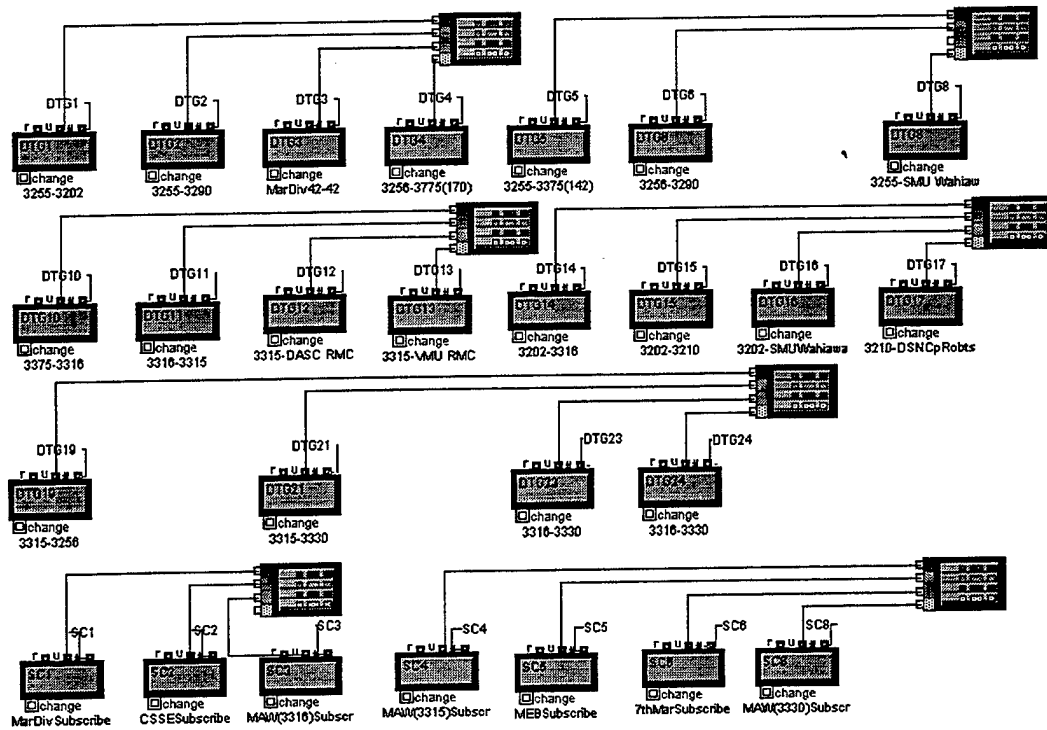 DTG1 DTG2 DTG3 DTG4 DTG5 DTG6 DTG8
DTG1 DTG2 DTG3 DTG4 DTG5 DTG6 DTG8
change change change change change change change
3255-3202 3255-3290 MarDiv42-42 3256-3775(170) 3255-3375(142) 3256-3290 3255-SMU Wahiaw
DTG10 DTG11 DTG12 DTG13 DTG14 DTG15 DTG16 DTG17
DTG10 DTG11 DTG12 DTG13 DTG14 DTG15 DTG16 DTG17
change change change change change change change change
3375-3316 3316-3315 3315-DASC RMC 3315-VMU RMC 3202-3316 3202-3210 3202-SMUWahiawa 3210-DSNCpRobts
DTG19 DTG21 DTG23 DTG24
DTG19 DTG21 DTG23 DTG24
change change change change
3315-3256 3315-3330 3316-3330 3316-3330
SC1 SC2 SC3 SC4 SC5 SC6 SC8
SC1 SC2 SC3 SC4 SC5
change change change change change change change
MarDivSubscribe CSSESubscribe MAW(3316)Subscr MAW(3315)Subscr MEBSubscribe 7thMarSubscribe MAW(3330)Subscr